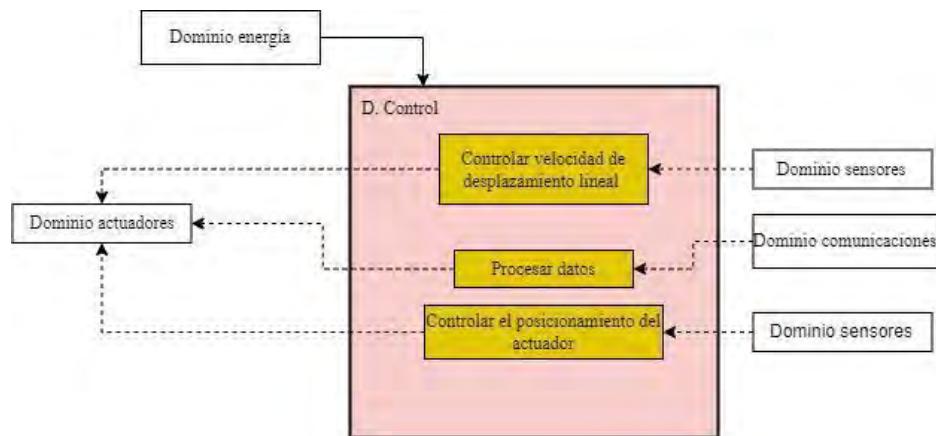 Dominio energía
D. Control
Controlar velocidad de
desplazamiento lineal
Dominio sensores
Dominio actuadores
Dominio comunicaciones
Procesar datos
Controlar el posicionamiento del
actuador
Dominio sensores